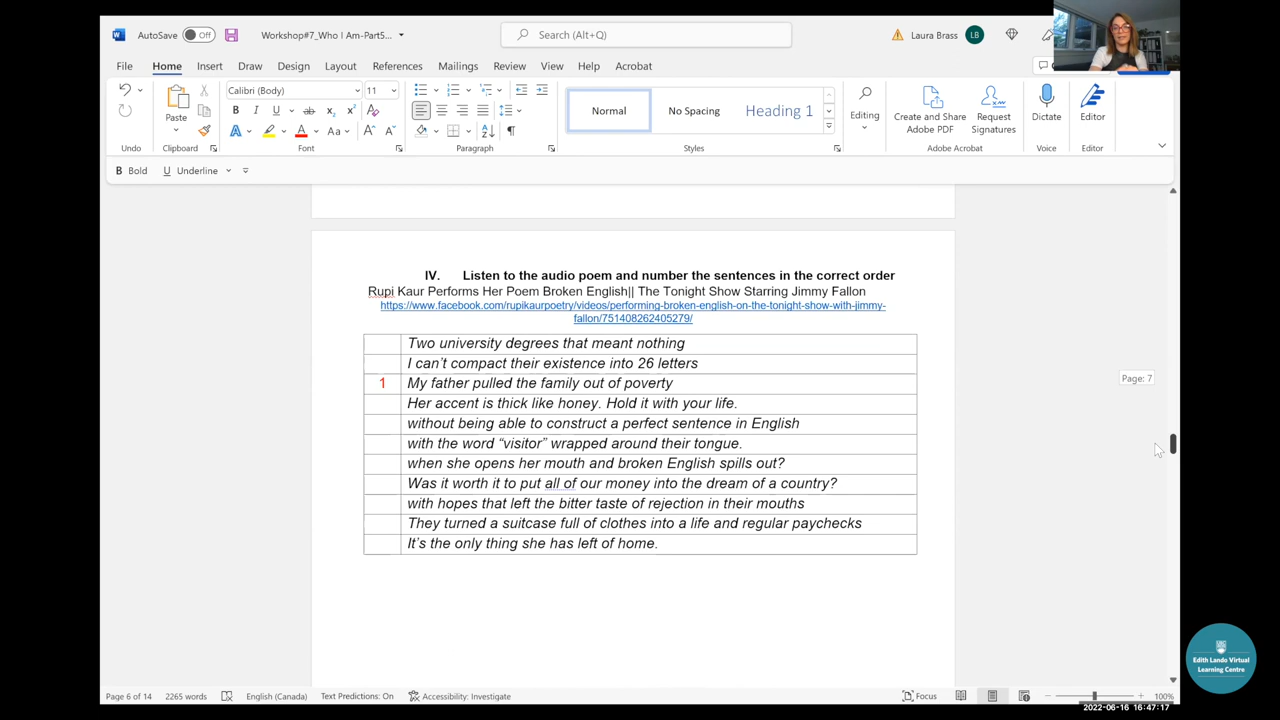 AutoSave Off Workshop#7_Who I Am-Part5... Search (Alt+Q) Laura Brass LB
File Home Insert Draw Design Layout References Mailings Review View Help Acrobat
Calibri (Body) 11
Paste
Normal No Spacing Heading 1
Editing
Create and Share Adobe PDF
Request Signatures
Dictate
Editor
Undo Clipboard Font Paragraph Styles Adobe Acrobat Voice Editor
B Bold U Underline
IV. Listen to the audio poem and number the sentences in the correct order
Rupi Kaur Performs Her Poem Broken English|| The Tonight Show Starring Jimmy Fallon
https://www.facebook.com/rupikaurpoetry/videos/performing-broken-english-on-the-tonight-show-with-jimmy-
fallon/751408262405279/
Two university degrees that meant nothing
I can't compact their existence into 26 letters
1 My father pulled the family out of poverty
Page: 7
Her accent is thick like honey. Hold it with your life.
without being able to construct a perfect sentence in English
with the word “visitor” wrapped around their tongue.
when she opens her mouth and broken English spills out?
Was it worth it to put all of our money into the dream of a country?
with hopes that left the bitter taste of rejection in their mouths
They turned a suitcase full of clothes into a life and regular paychecks
It's the only thing she has left of home.
UBC
Edith Lando Virtual
Learning Centre
Page 6 of 14 2265 words English (Canada) Text Predictions: On Accessibility: Investigate Focus 100%
2022-06-16 16:47:17